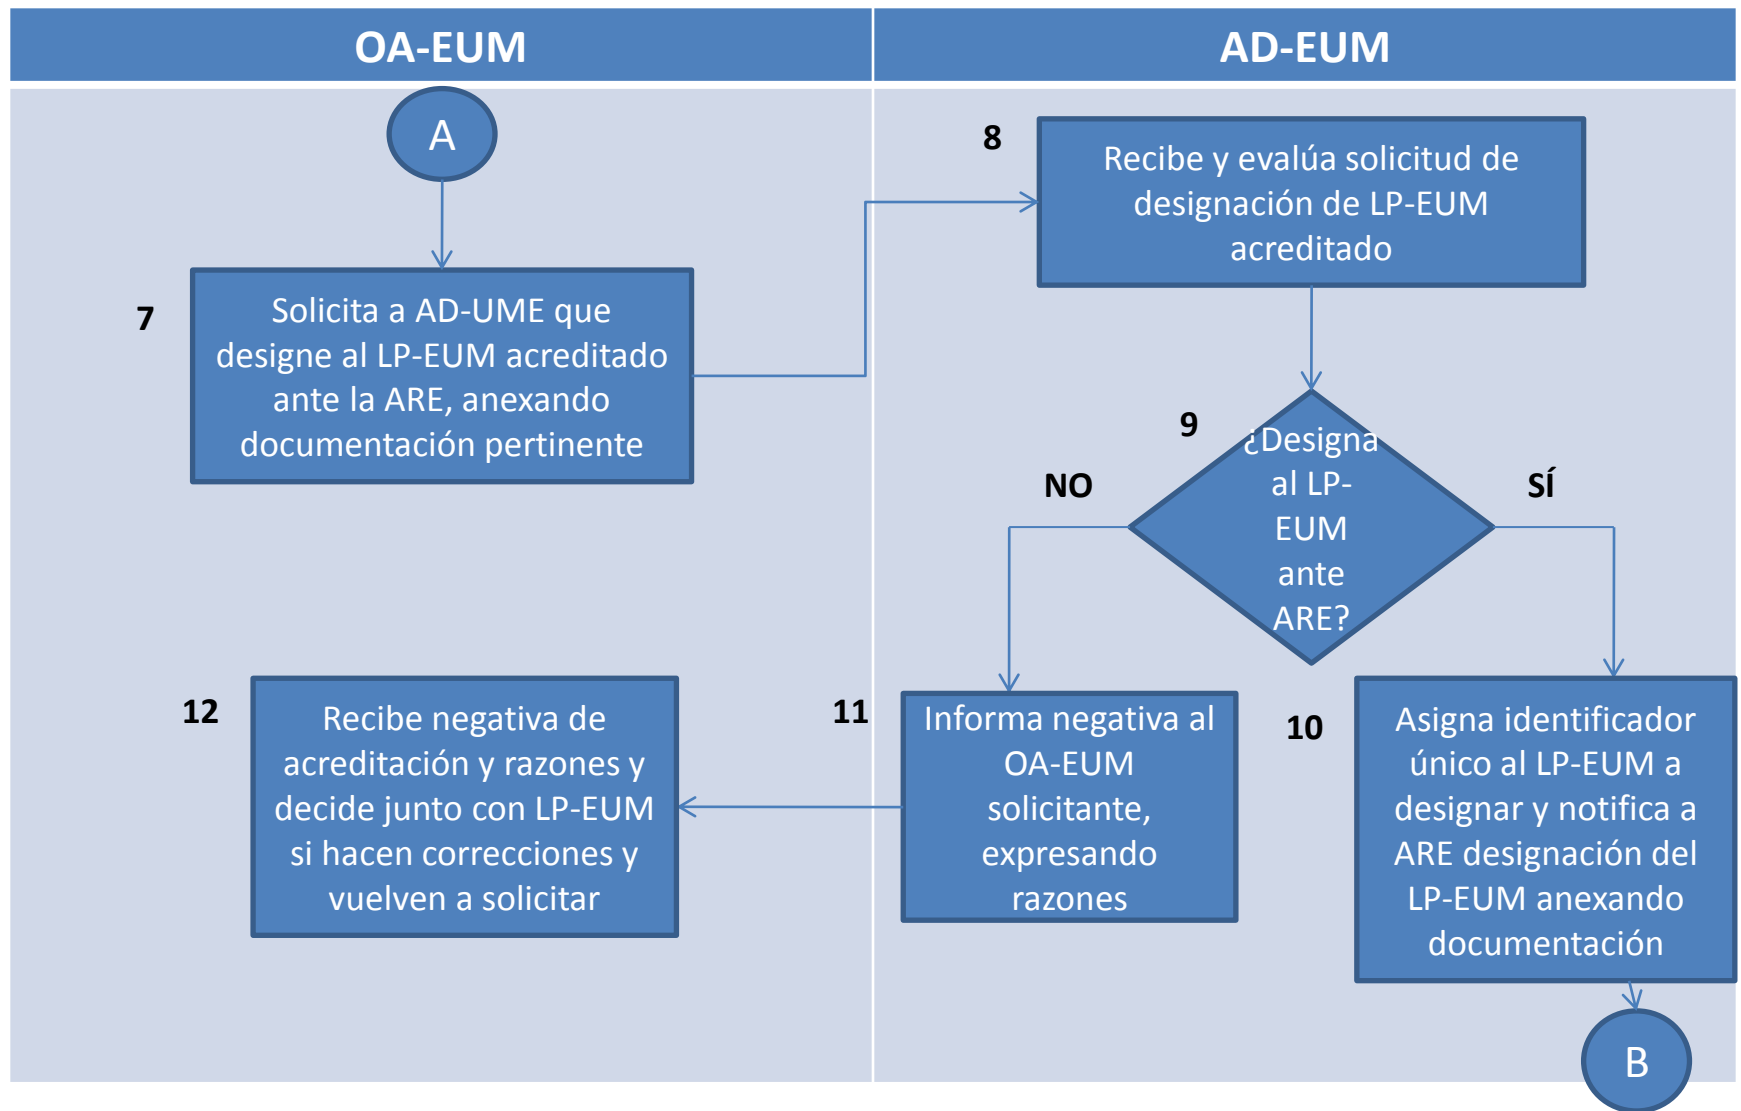 OA-EUM
AD-EUM
A
7
Solicita a AD-UME que
designe al LP-EUM acreditado
ante la ARE, anexando
documentación pertinente
8
Recibe y evalúa solicitud de
designación de LP-EUM
acreditado
9
¿Designa
al LP-
EUM
ante
ARE?
NO
SÍ
10
Asigna identificador
único al LP-EUM a
designar y notifica a
ARE designación del
LP-EUM anexando
documentación
11
Informa negativa al
OA-EUM
solicitante,
expresando
razones
12
Recibe negativa de
acreditación y razones y
decide junto con LP-EUM
si hacen correcciones y
vuelven a solicitar
B